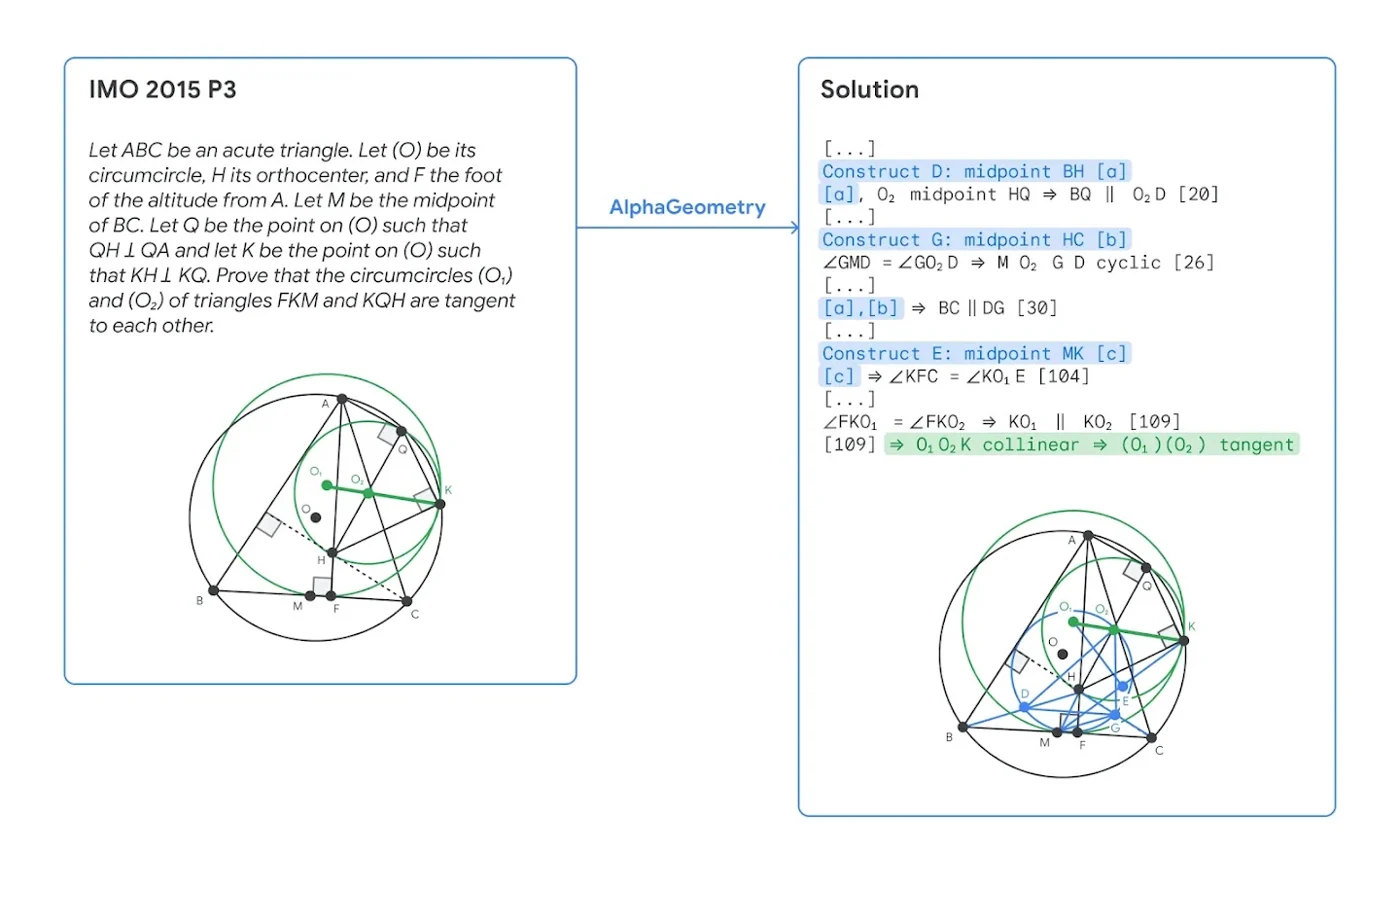 IMO 2015 P3
Let ABC be an acute triangle. Let (O) be its
circumcircle, H its orthocenter, and F the foot
of the altitude from A. Let M be the midpoint
of BC. Let Q be the point on (O) such that
QH ⊥ QA and let K be the point on (O) such
that KH ⊥ KQ. Prove that the circumcircles (O₁)
and (O₂) of triangles FKM and KQH are tangent
to each other.
A
Q
O₁
O₂
K
O
H
B
M
F
C
AlphaGeometry
Solution
[...]
Construct D: midpoint BH [a]
[a], O₂ midpoint HQ ⇒ BQ ∥ O₂D [20]
[...]
Construct G: midpoint HC [b]
∠GMD = ∠GO₂D ⇒ M O₂ G D cyclic [26]
[...]
[a],[b] ⇒ BC ∥ DG [30]
[...]
Construct E: midpoint MK [c]
[c] ⇒ ∠KFC = ∠KO₁E [104]
[...]
∠FKO₁ = ∠FKO₂ ⇒ KO₁ ∥ KO₂ [109]
[109] ⇒ O₁O₂K collinear ⇒ (O₁)(O₂) tangent
A
Q
O₁
O₂
K
O
H
D
E
G
B
M
F
C